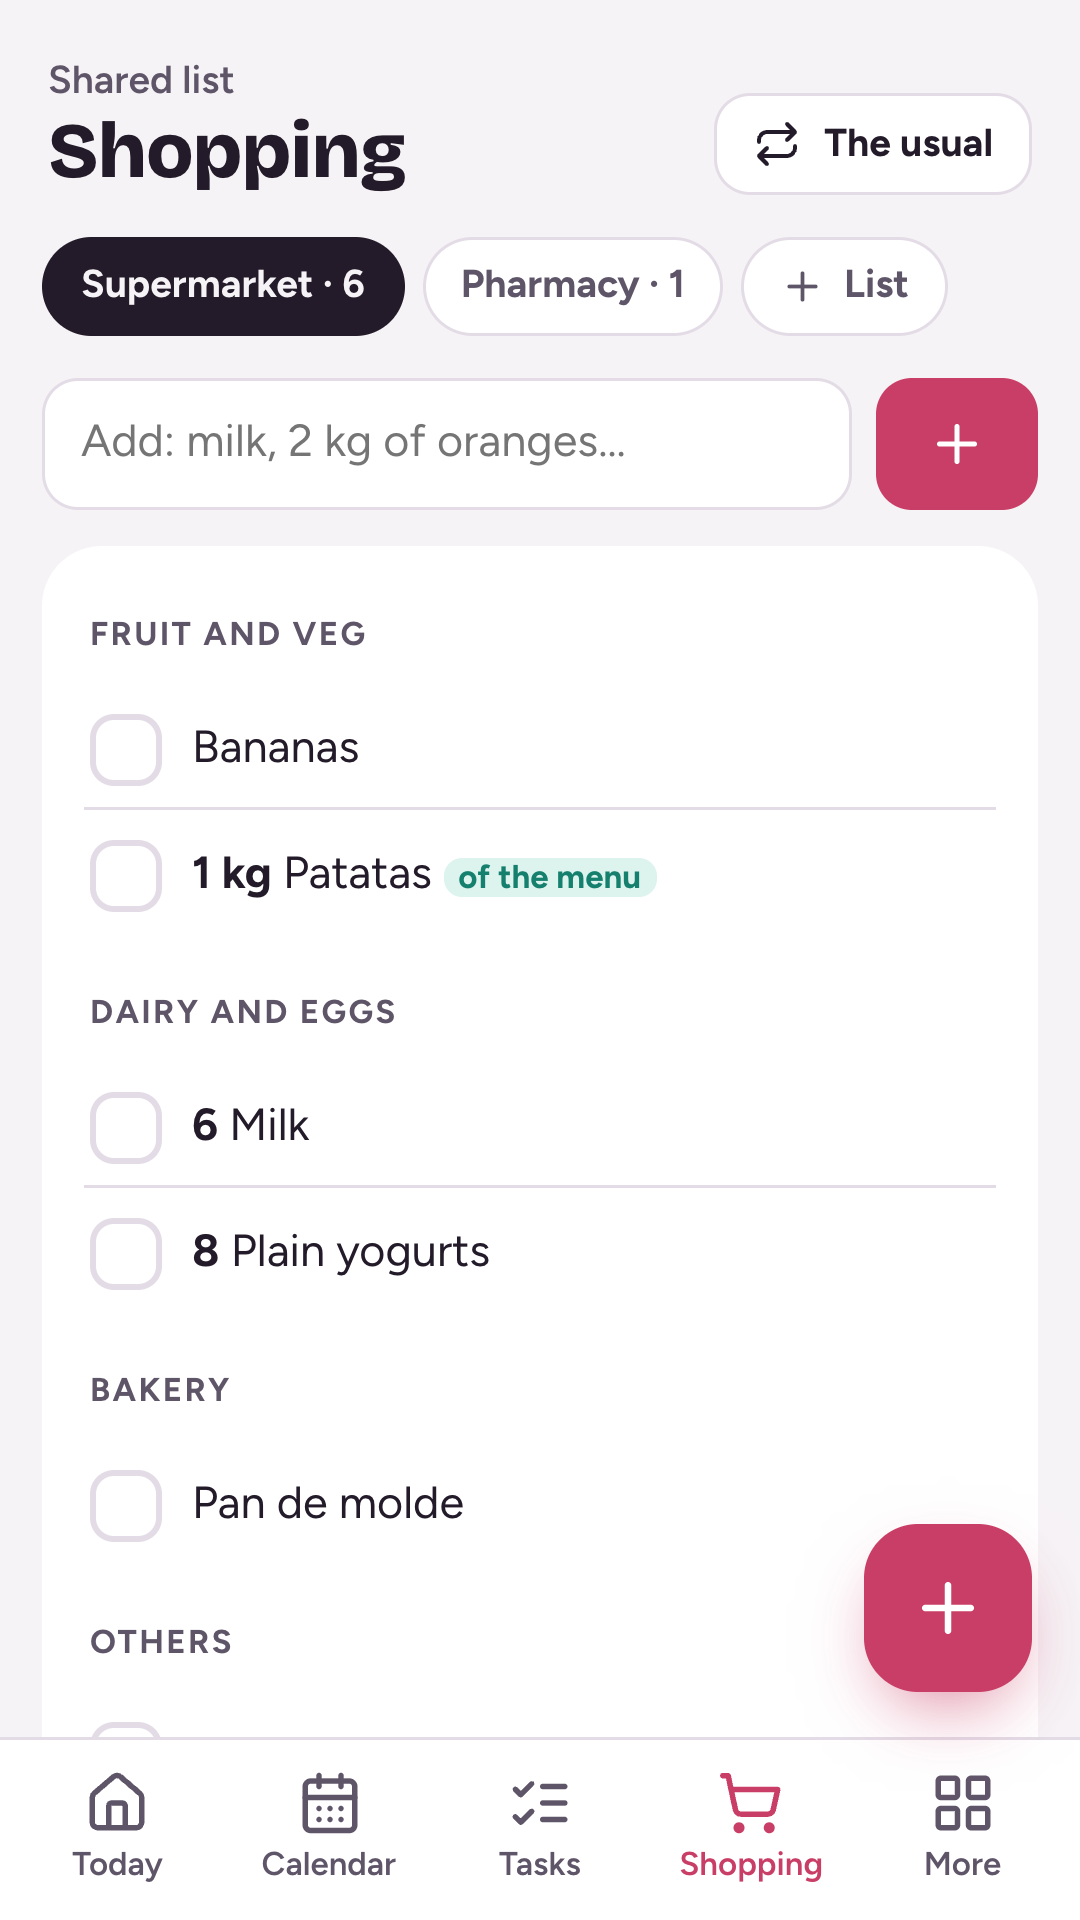 Shared list
Shopping
The usual
Supermarket · 6
Pharmacy · 1
+ List
Add: milk, 2 kg of oranges...
FRUIT AND VEG
Bananas
1 kg Patatas of the menu
DAIRY AND EGGS
6 Milk
8 Plain yogurts
BAKERY
Pan de molde
OTHERS
Today
Calendar
Tasks
Shopping
More